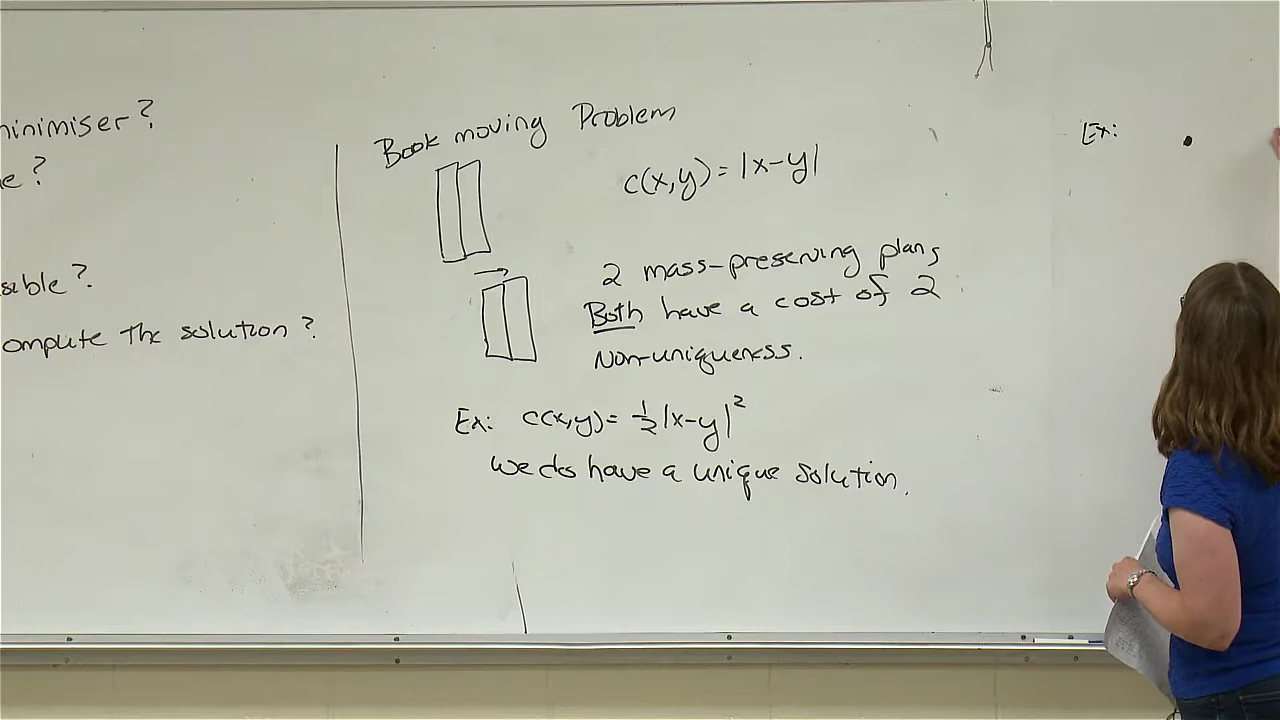 minimiser?
e?
sible?
ompute the solution?
Book moving Problem
c(x,y) = |x-y|
2 mass-preserving plans
Both have a cost of 2
Non-uniqueness.
Ex: c(x,y) = 1/2 |x-y|^2
We do have a unique solution.
Ex: